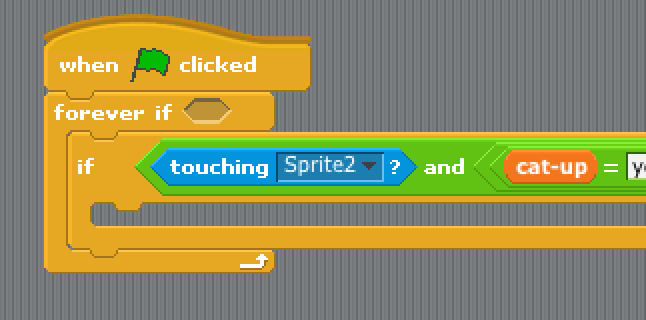 when clicked
forever if
if touching Sprite2 ? and cat-up =